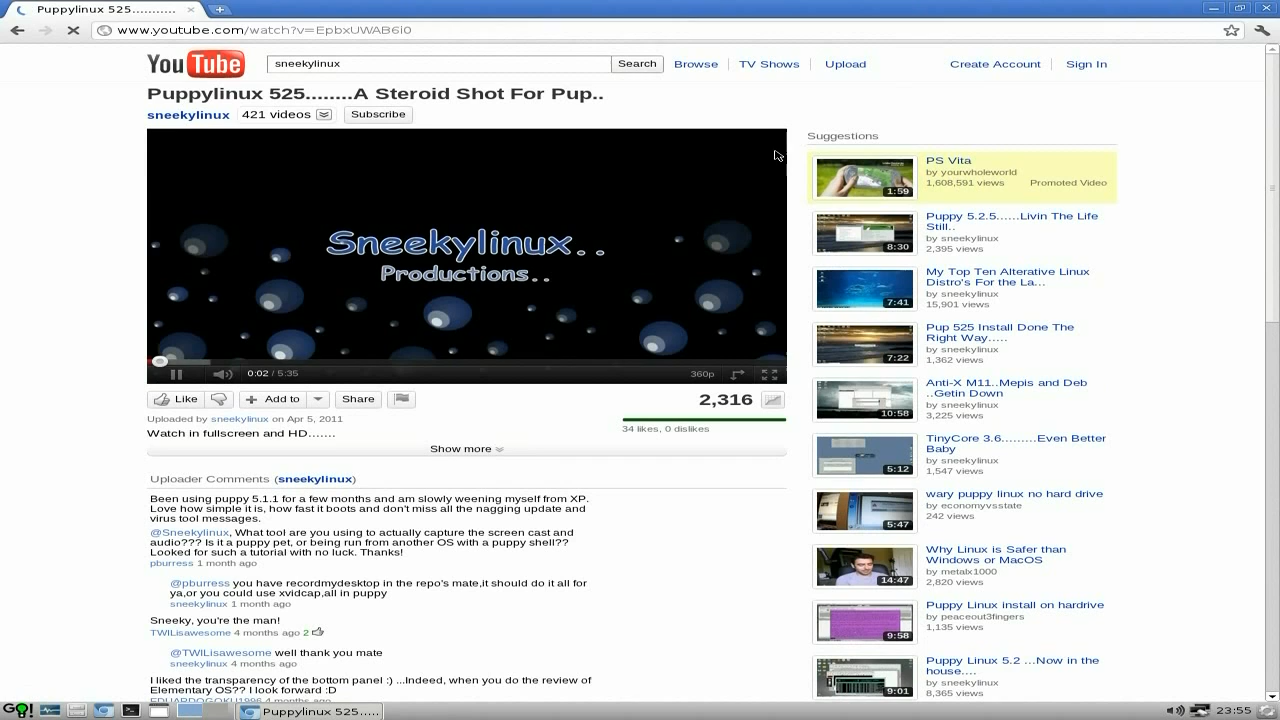 Puppylinux 525...........
www.youtube.com/watch?v=EpbxUWAB6i0
YouTube
sneekylinux
Search
Browse
TV Shows
Upload
Create Account
Sign In
Puppylinux 525........A Steroid Shot For Pup..
sneekylinux
421 videos
Subscribe
Sneekylinux..
Productions..
0:02 / 5:35
360p
Like
Add to
Share
2,316
Uploaded by sneekylinux on Apr 5, 2011
34 likes, 0 dislikes
Watch in fullscreen and HD.......
Show more
Uploader Comments (sneekylinux)
Been using puppy 5.1.1 for a few months and am slowly weening myself from XP.
Love how simple it is, how fast it boots and don't miss all the nagging update and
virus tool messages.
@Sneekylinux, What tool are you using to actually capture the screen cast and
audio??? Is it a puppy pet, or being run from another OS with a puppy shell??
Looked for such a tutorial with no luck. Thanks!
pburress 1 month ago
@pburress you have recordmydesktop in the repo's mate,it should do it all for
ya,or you could use xvidcap,all in puppy
sneekylinux 1 month ago
Sneeky, you're the man!
TWILisawesome 4 months ago 2
@TWILisawesome well thank you mate
sneekylinux 4 months ago
I liked the transparency of the bottom panel :) ...Indeed, when you do the review of
Elementary OS?? I look forward :D
EDUARDOGOKU1995 4 months ago
Suggestions
1:59
PS Vita
by yourwholeworld
1,608,591 views
Promoted Video
8:30
Puppy 5.2.5......Livin The Life
Still..
by sneekylinux
2,395 views
7:41
My Top Ten Alterative Linux
Distro's For the La...
by sneekylinux
15,901 views
7:22
Pup 525 Install Done The
Right Way.....
by sneekylinux
1,362 views
10:58
Anti-X M11..Mepis and Deb
..Getin Down
by sneekylinux
3,225 views
5:12
TinyCore 3.6.........Even Better
Baby
by sneekylinux
1,547 views
5:47
wary puppy linux no hard drive
by economyvsstate
242 views
14:47
Why Linux is Safer than
Windows or MacOS
by metalx1000
2,820 views
9:58
Puppy Linux install on hardrive
by peaceout3fingers
1,135 views
9:01
Puppy Linux 5.2 ...Now in the
house....
by sneekylinux
8,365 views
Puppylinux 525.....
23:55